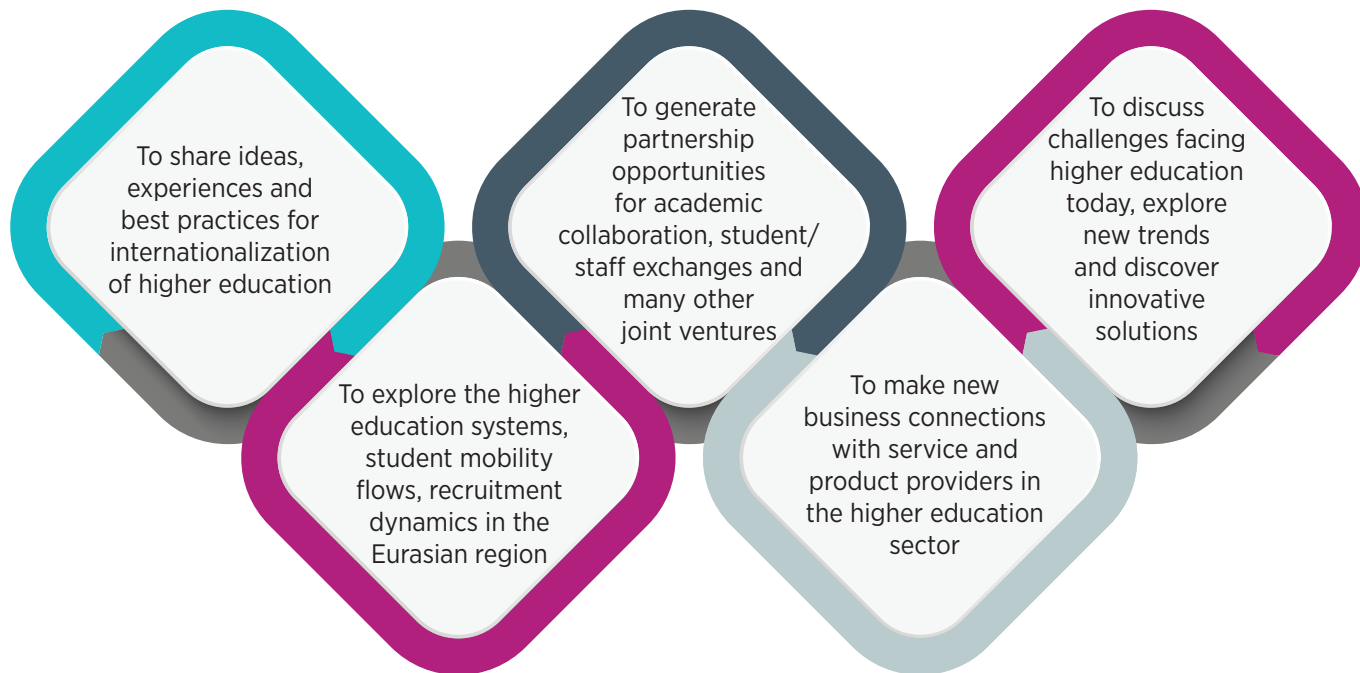 To share ideas,
experiences and
best practices for
internationalization
of higher education
To explore the higher
education systems,
student mobility
flows, recruitment
dynamics in the
Eurasian region
To generate
partnership
opportunities
for academic
collaboration, student/
staff exchanges and
many other
joint ventures
To make new
business connections
with service and
product providers in
the higher education
sector
To discuss
challenges facing
higher education
today, explore
new trends
and discover
innovative
solutions